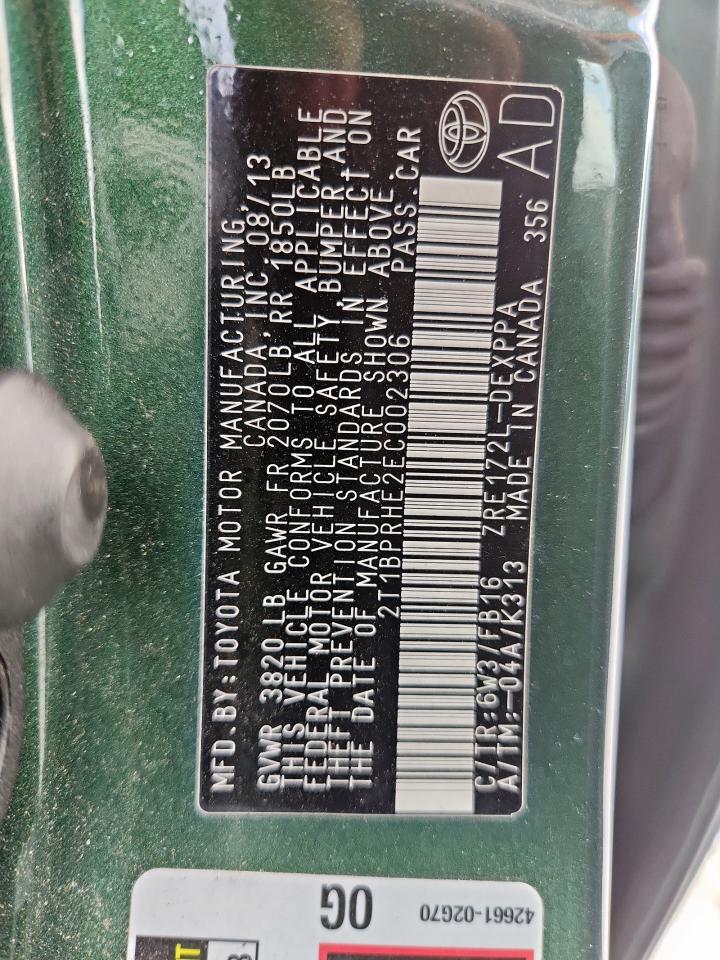 MFD.BY:TOYOTA MOTOR MANUFACTURING
CANADA, INC 08/13
GVWR 3820 LB GAWR FR 2070LB, RR 1850LB
THIS VEHICLE CONFORMS TO ALL APPLICABLE
FEDERAL MOTOR VEHICLE SAFETY, BUMPER AND
THEFT PREVENTION STANDARDS IN EFFECT ON
THE DATE OF MANUFACTURE SHOWN ABOVE.
2T1BPRHE2EC002306 PASS.CAR
C/TR:6W3/FB16 ZRE172L-DEXPPA
A/TM:-04A/K313 MADE IN CANADA 356
AD
OG
42661-02G70